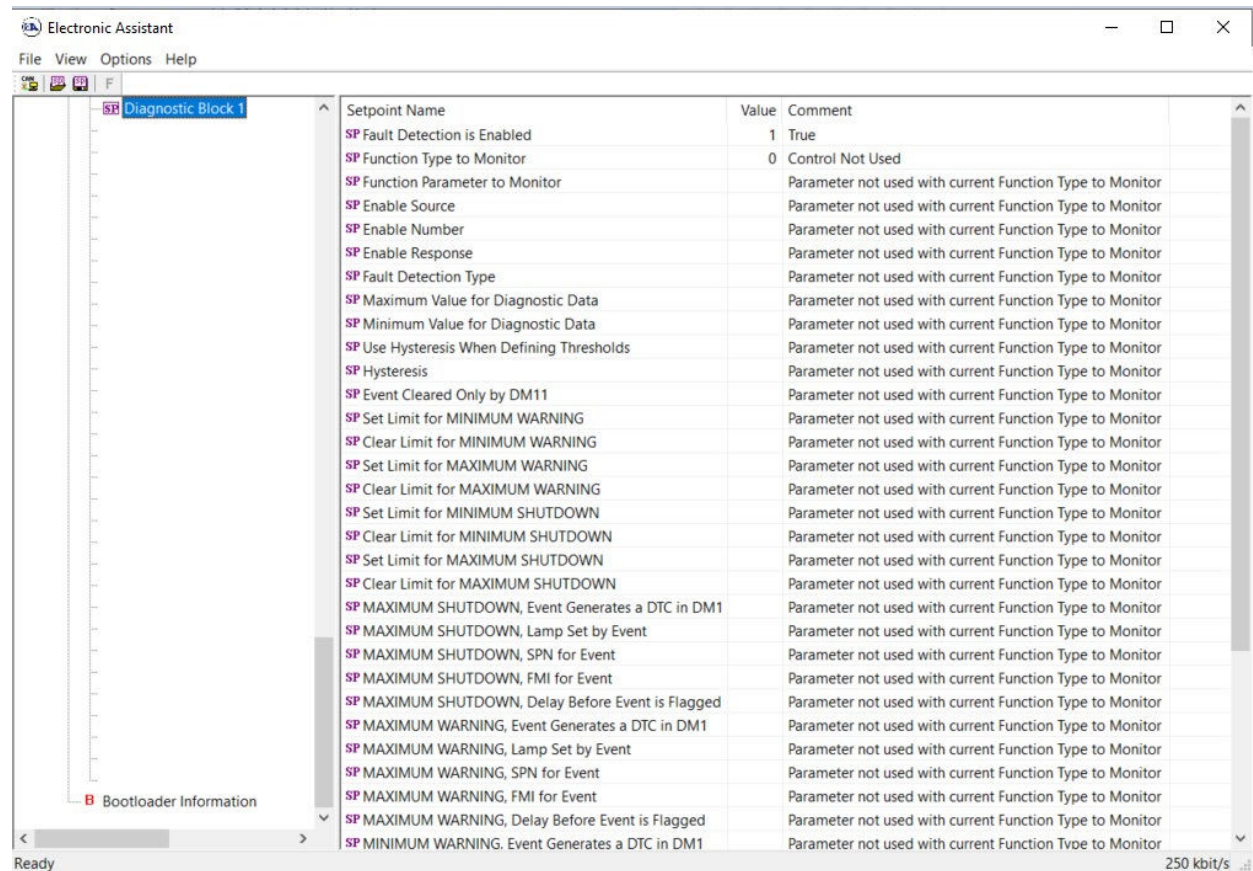 EA Electronic Assistant
File View Options Help
CAN SP SP F
SP Diagnostic Block 1
B Bootloader Information
Setpoint Name Value Comment
SP Fault Detection is Enabled 1 True
SP Function Type to Monitor 0 Control Not Used
SP Function Parameter to Monitor Parameter not used with current Function Type to Monitor
SP Enable Source Parameter not used with current Function Type to Monitor
SP Enable Number Parameter not used with current Function Type to Monitor
SP Enable Response Parameter not used with current Function Type to Monitor
SP Fault Detection Type Parameter not used with current Function Type to Monitor
SP Maximum Value for Diagnostic Data Parameter not used with current Function Type to Monitor
SP Minimum Value for Diagnostic Data Parameter not used with current Function Type to Monitor
SP Use Hysteresis When Defining Thresholds Parameter not used with current Function Type to Monitor
SP Hysteresis Parameter not used with current Function Type to Monitor
SP Event Cleared Only by DM11 Parameter not used with current Function Type to Monitor
SP Set Limit for MINIMUM WARNING Parameter not used with current Function Type to Monitor
SP Clear Limit for MINIMUM WARNING Parameter not used with current Function Type to Monitor
SP Set Limit for MAXIMUM WARNING Parameter not used with current Function Type to Monitor
SP Clear Limit for MAXIMUM WARNING Parameter not used with current Function Type to Monitor
SP Set Limit for MINIMUM SHUTDOWN Parameter not used with current Function Type to Monitor
SP Clear Limit for MINIMUM SHUTDOWN Parameter not used with current Function Type to Monitor
SP Set Limit for MAXIMUM SHUTDOWN Parameter not used with current Function Type to Monitor
SP Clear Limit for MAXIMUM SHUTDOWN Parameter not used with current Function Type to Monitor
SP MAXIMUM SHUTDOWN, Event Generates a DTC in DM1 Parameter not used with current Function Type to Monitor
SP MAXIMUM SHUTDOWN, Lamp Set by Event Parameter not used with current Function Type to Monitor
SP MAXIMUM SHUTDOWN, SPN for Event Parameter not used with current Function Type to Monitor
SP MAXIMUM SHUTDOWN, FMI for Event Parameter not used with current Function Type to Monitor
SP MAXIMUM SHUTDOWN, Delay Before Event is Flagged Parameter not used with current Function Type to Monitor
SP MAXIMUM WARNING, Event Generates a DTC in DM1 Parameter not used with current Function Type to Monitor
SP MAXIMUM WARNING, Lamp Set by Event Parameter not used with current Function Type to Monitor
SP MAXIMUM WARNING, SPN for Event Parameter not used with current Function Type to Monitor
SP MAXIMUM WARNING, FMI for Event Parameter not used with current Function Type to Monitor
SP MAXIMUM WARNING, Delay Before Event is Flagged Parameter not used with current Function Type to Monitor
SP MINIMUM WARNING, Event Generates a DTC in DM1 Parameter not used with current Function Type to Monitor
Ready 250 kbit/s